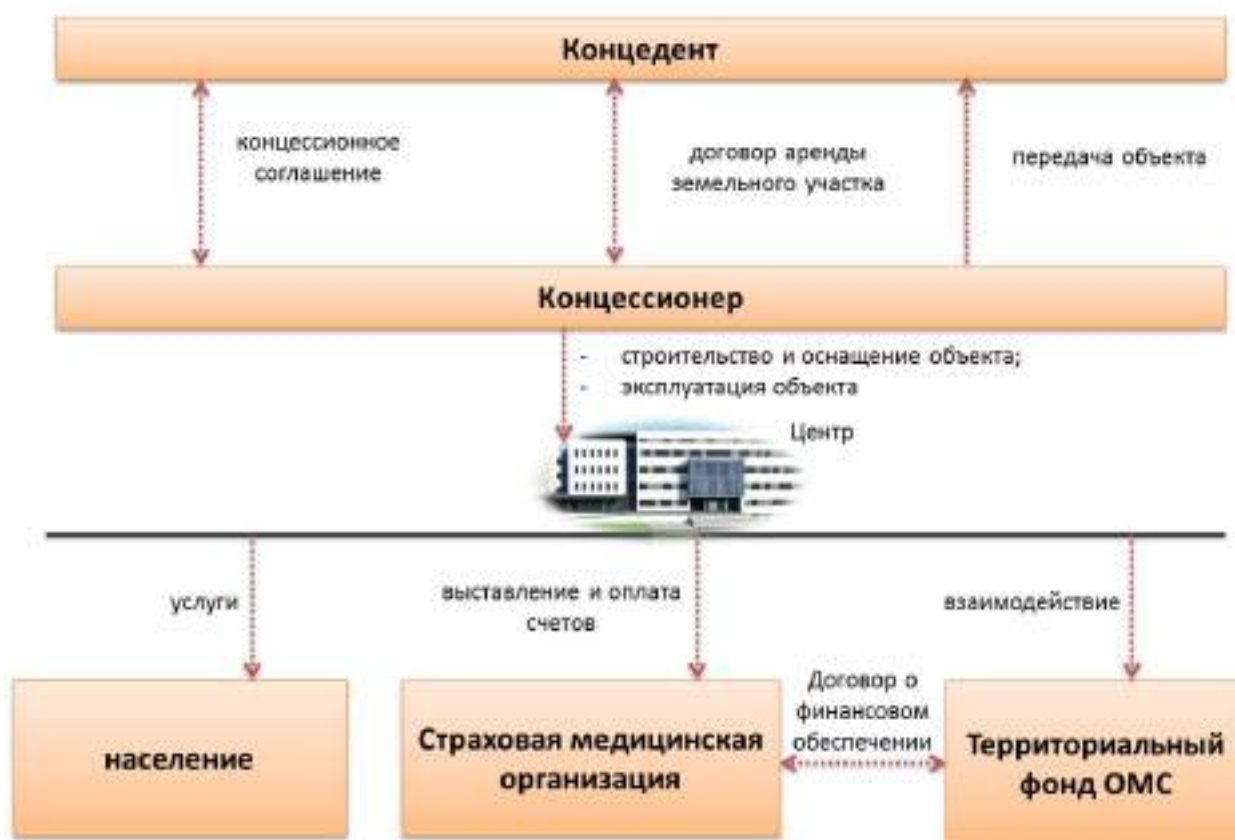 Концедент
концессионное
соглашение
договор аренды
земельного участка
передача объекта
Концессионер
- строительство и оснащение объекта;
- эксплуатация объекта
Центр
услуги
выставление и оплата
счетов
взаимодействие
население
Страховая медицинская
организация
Договор о
финансовом
обеспечении
Территориальный
фонд ОМС